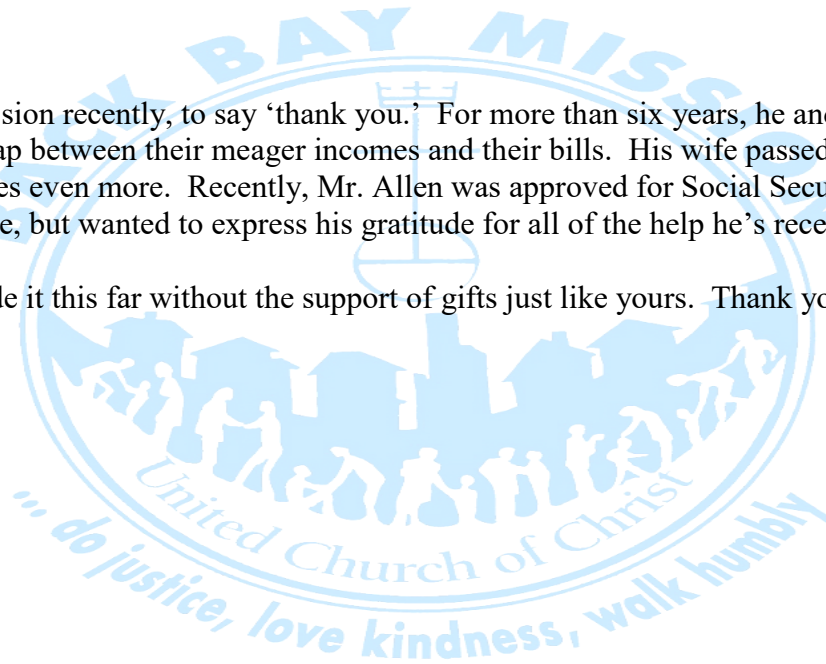 BACK BAY MISSION
sion recently, to say ‘thank you.’  For more than six years, he and
ap between their meager incomes and their bills.  His wife passed
es even more.  Recently, Mr. Allen was approved for Social Secu
e, but wanted to express his gratitude for all of the help he’s rece
de it this far without the support of gifts just like yours.  Thank yo
United Church of Christ
... do justice, love kindness, walk humbly